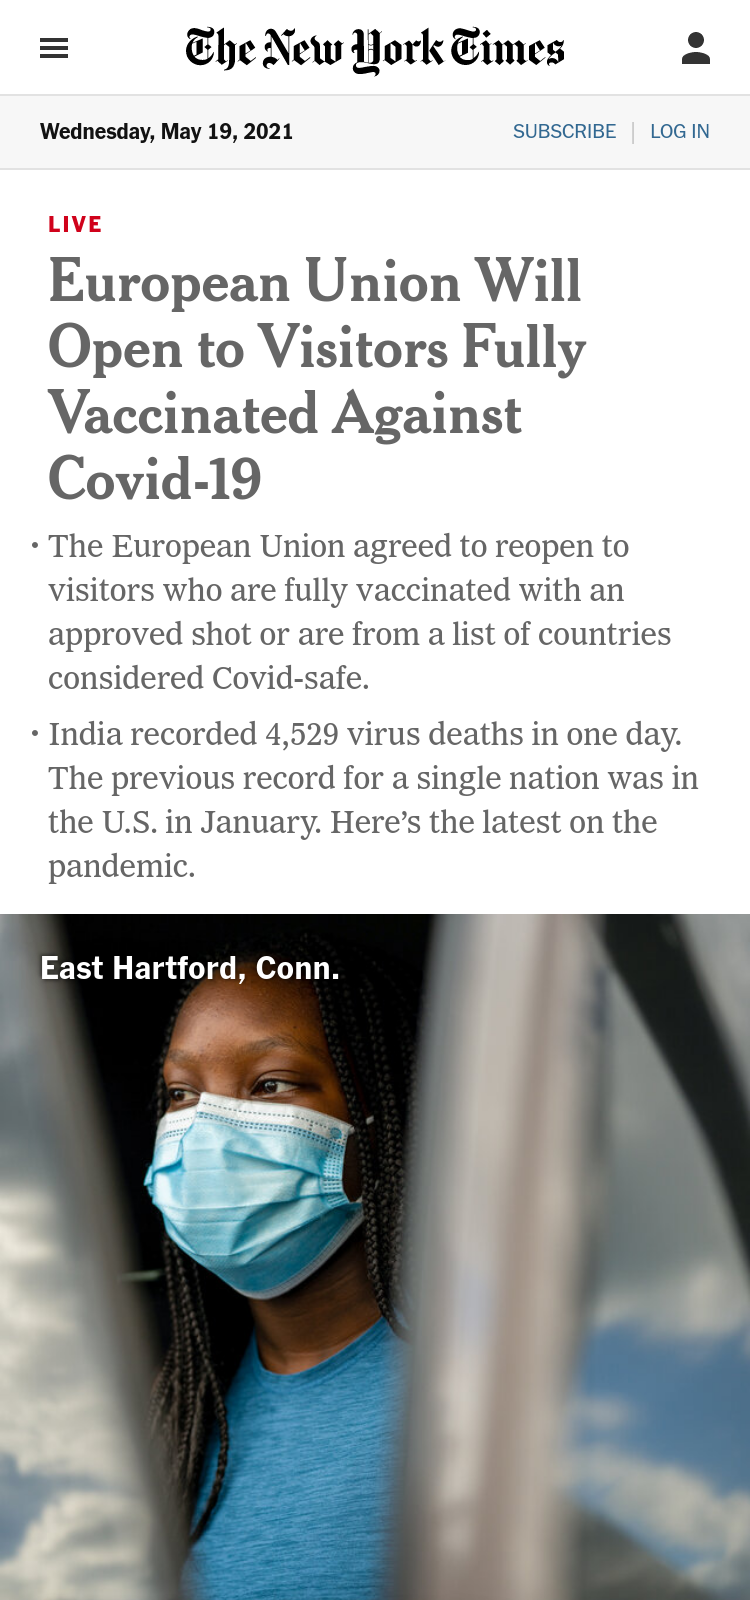 The New York Times
Wednesday, May 19, 2021
SUBSCRIBE | LOG IN
LIVE
European Union Will
Open to Visitors Fully
Vaccinated Against
Covid-19
• The European Union agreed to reopen to
visitors who are fully vaccinated with an
approved shot or are from a list of countries
considered Covid-safe.
• India recorded 4,529 virus deaths in one day.
The previous record for a single nation was in
the U.S. in January. Here’s the latest on the
pandemic.
East Hartford, Conn.